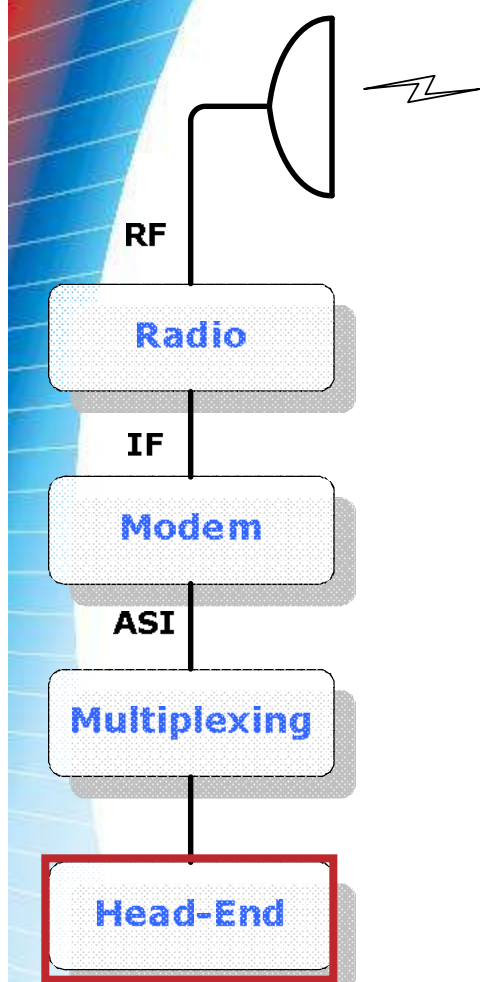 RF
Radio
IF
Modem
ASI
Multiplexing
Head-End